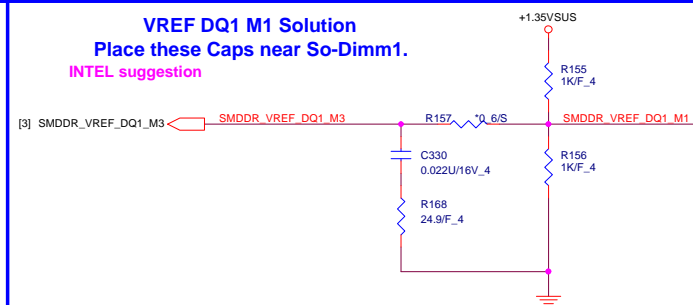 VREF DQ1 M1 Solution
Place these Caps near So-Dimm1.
INTEL suggestion
+1.35VSUS
R155
1K/F_4
[3] SMDDR_VREF_DQ1_M3
SMDDR_VREF_DQ1_M3
R157
*0_6/S
SMDDR_VREF_DQ1_M1
C330
0.022U/16V_4
R156
1K/F_4
R168
24.9/F_4